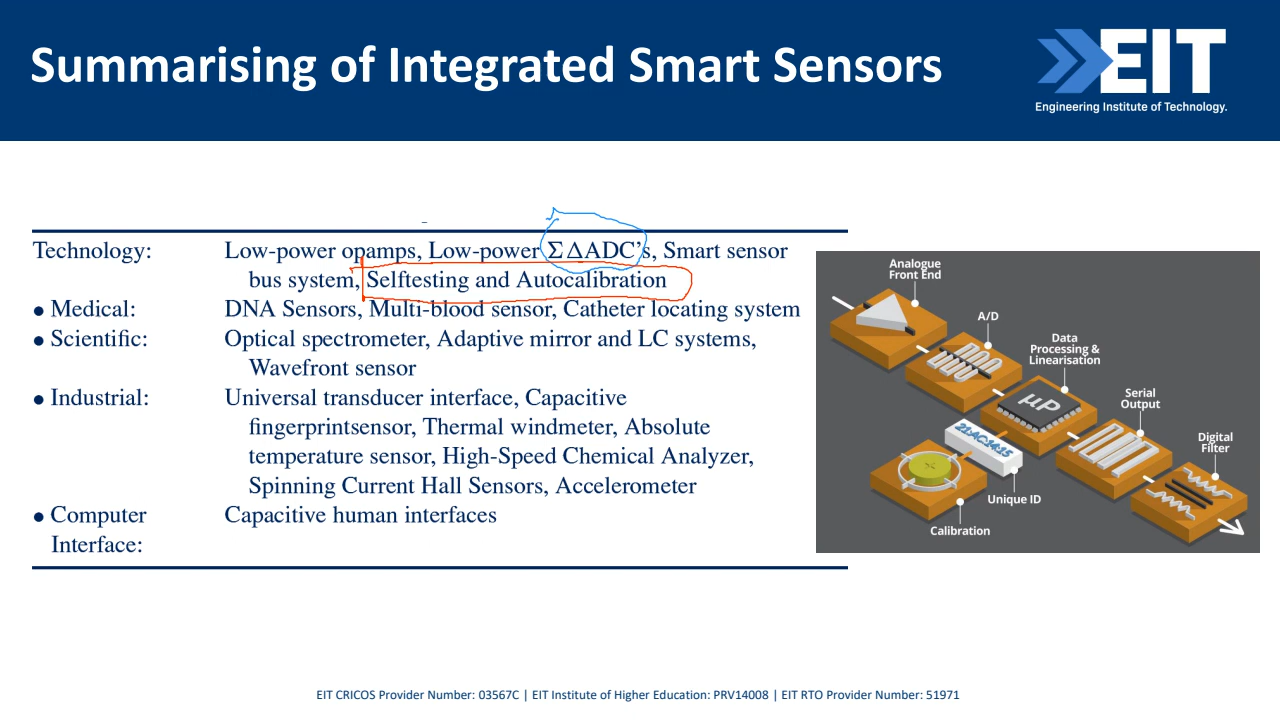 Summarising of Integrated Smart Sensors
EIT
Engineering Institute of Technology.
Technology: Low-power opamps, Low-power ΣΔADC's, Smart sensor
bus system, Selftesting and Autocalibration
• Medical: DNA Sensors, Multi-blood sensor, Catheter locating system
• Scientific: Optical spectrometer, Adaptive mirror and LC systems,
Wavefront sensor
• Industrial: Universal transducer interface, Capacitive
fingerprintsensor, Thermal windmeter, Absolute
temperature sensor, High-Speed Chemical Analyzer,
Spinning Current Hall Sensors, Accelerometer
• Computer Capacitive human interfaces
Interface:
Analogue
Front End
A/D
Data
Processing &
Linearisation
µP
Serial
Output
Digital
Filter
21:AC:14:15
Unique ID
Calibration
EIT CRICOS Provider Number: 03567C | EIT Institute of Higher Education: PRV14008 | EIT RTO Provider Number: 51971